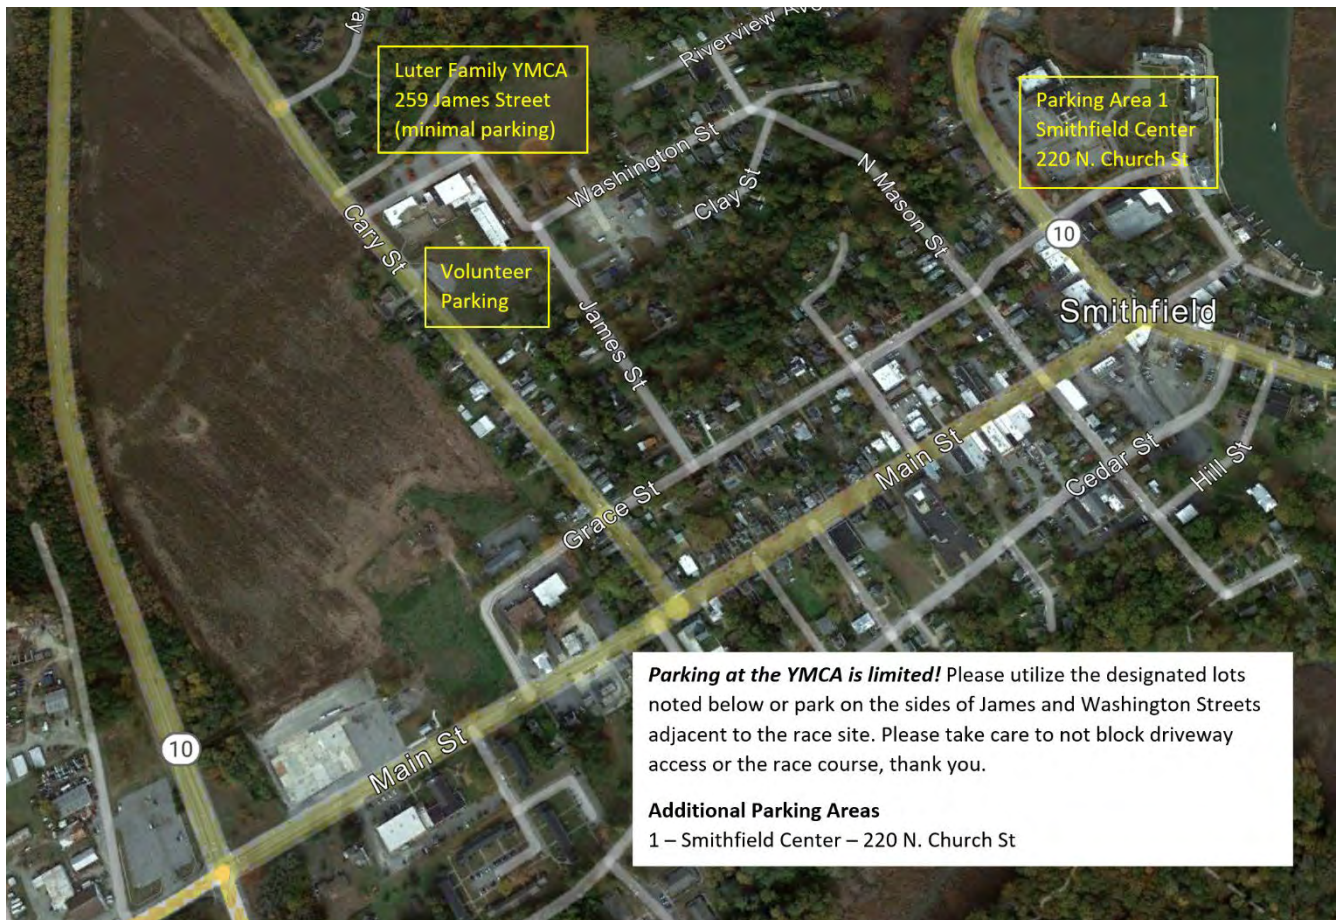 Riverview Ave
Luter Family YMCA
259 James Street
(minimal parking)
Parking Area 1
Smithfield Center
220 N. Church St
Washington St
Clay St
N Mason St
Cary St
10
Volunteer
Parking
Smithfield
James St
Main St
Cedar St
Hill St
Grace St
Main St
10
Parking at the YMCA is limited! Please utilize the designated lots
noted below or park on the sides of James and Washington Streets
adjacent to the race site. Please take care to not block driveway
access or the race course, thank you.
Additional Parking Areas
1 – Smithfield Center – 220 N. Church St